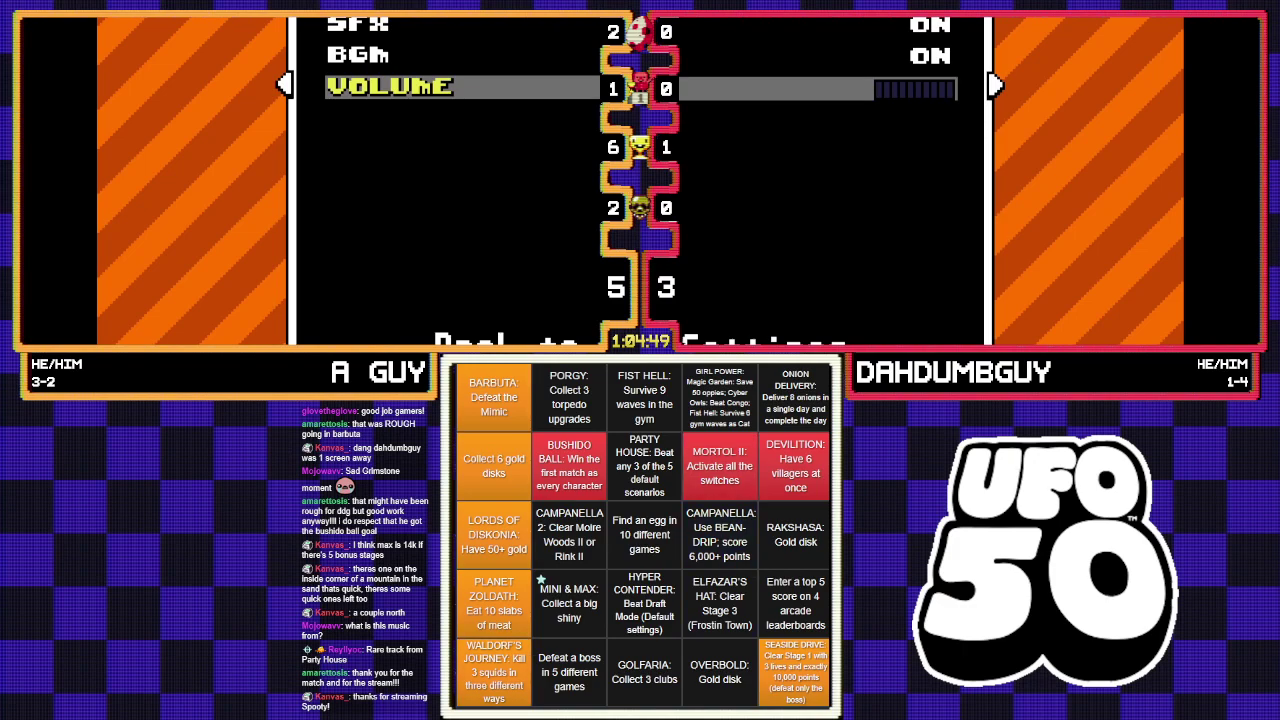 SFX ON
BGM ON
VOLUME
2 0
1 0
6 1
2 0
5 3
1:04:49
HE/HIM
3-2
A GUY
DAHDUMBGUY
HE/HIM
1-4
glovetheglove: good job gamers!
amarettosis: that was ROUGH
going in barbuta
Kanvas_: dang dahdumbguy
was 1 screen away
Mojowavv: Sad Grimstone
moment
amarettosis: that might have been
rough for ddg but good work
anyway!!! i do respect that he got
the bushido ball goal
Kanvas_: I think max is 14k if
there's 5 bonus stages
Kanvas_: theres one on the
inside corner of a mountain in the
sand thats quick, theres some
quick ones left too
Kanvas_: a couple north
Mojowavv: what is this music
from?
Reyllyoc: Rare track from
Party House
amarettosis: thank you for the
match and for the stream!!!
Kanvas_: thanks for streaming
Spooty!
BARBUTA:
Defeat the
Mimic
PORGY:
Collect 3
torpedo
upgrades
FIST HELL:
Survive 9
waves in the
gym
GIRL POWER:
Magic Garden: Save
50 oppies; Cyber
Owls: Beat Congo;
Fist Hell: Survive 6
gym waves as Cat
ONION
DELIVERY:
Deliver 8 onions in
a single day and
complete the day
Collect 6 gold
disks
BUSHIDO
BALL: Win the
first match as
every character
PARTY
HOUSE: Beat
any 3 of the 5
default
scenarios
MORTOL II:
Activate all the
switches
DEVILITION:
Have 6
villagers at
once
LORDS OF
DISKONIA:
Have 50+ gold
CAMPANELLA
2: Clear Moire
Woods II or
Rink II
Find an egg in
10 different
games
CAMPANELLA:
Use BEAN-
DRIP; score
6,000+ points
RAKSHASA:
Gold disk
PLANET
ZOLDATH:
Eat 10 slabs
of meat
MINI & MAX:
Collect a big
shiny
HYPER
CONTENDER:
Beat Draft
Mode (Default
settings)
ELFAZAR'S
HAT: Clear
Stage 3
(Frostin Town)
Enter a top 5
score on 4
arcade
leaderboards
WALDORF'S
JOURNEY: Kill
3 squids in
three different
ways
Defeat a boss
in 5 different
games
GOLFARIA:
Collect 3 clubs
OVERBOLD:
Gold disk
SEASIDE DRIVE:
Clear Stage 1 with
3 lives and exactly
10,000 points
(defeat only the
boss)
UFO
50
TM